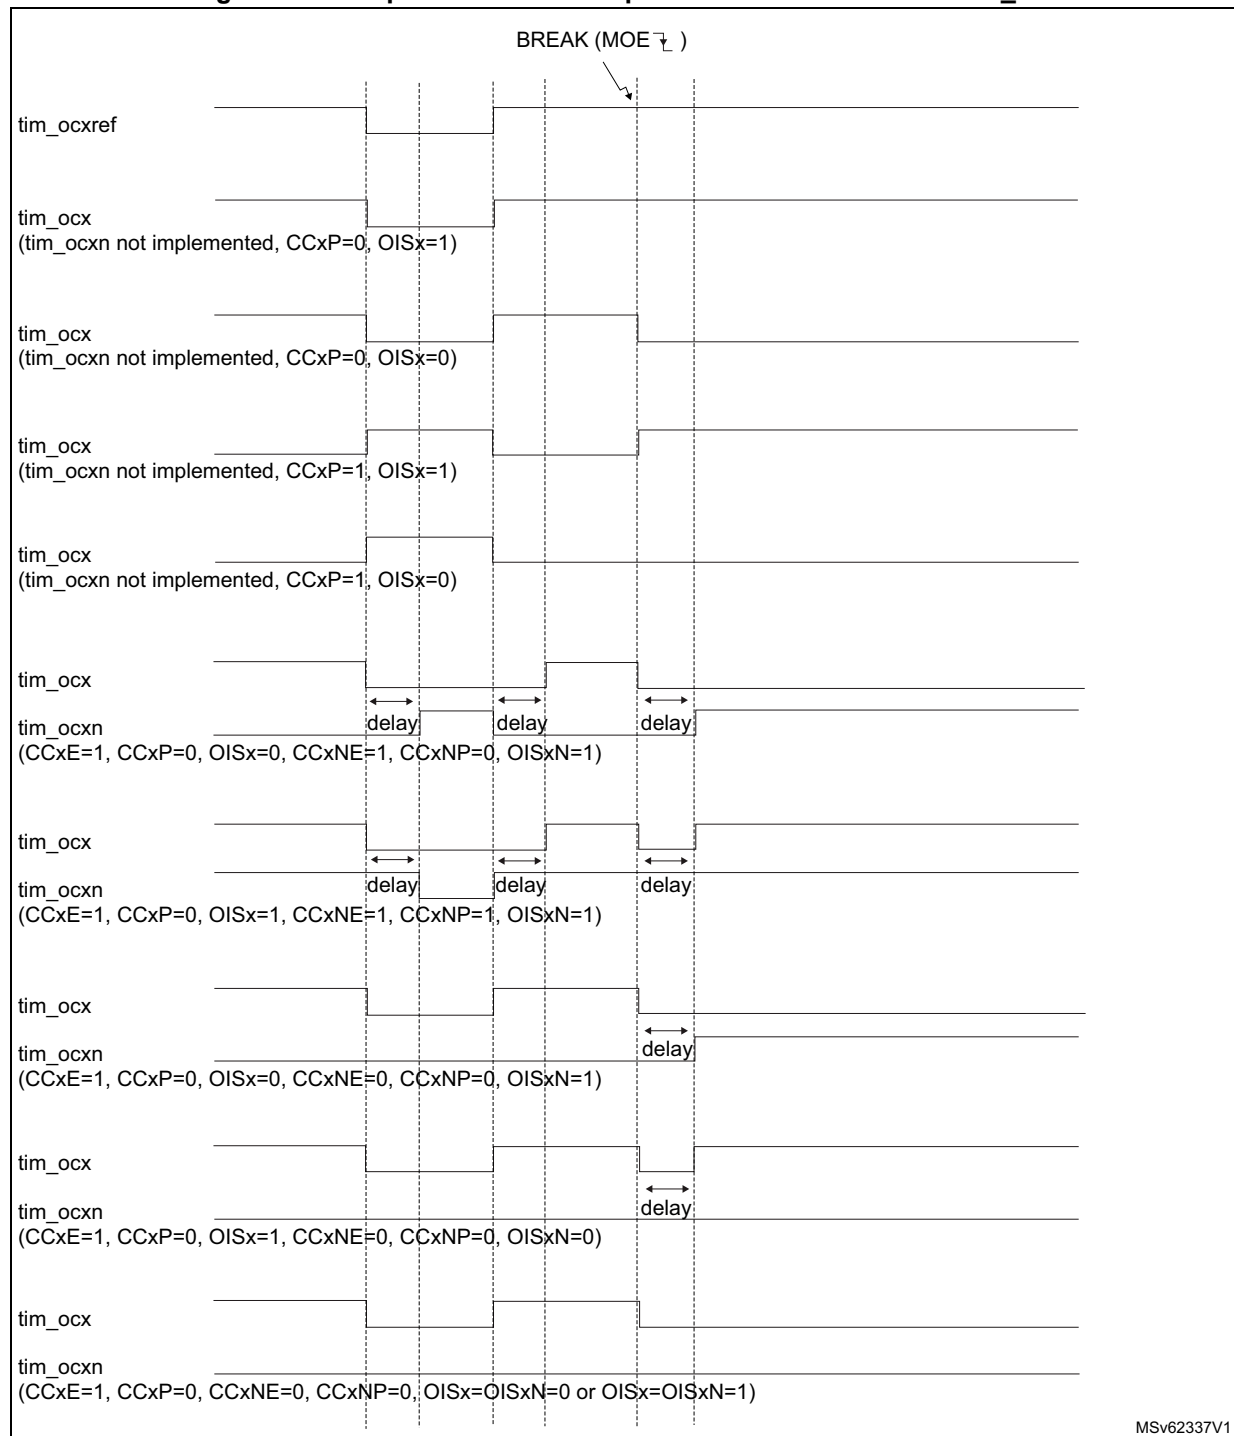 BREAK (MOE )
tim_ocxref
tim_ocx
(tim_ocxn not implemented, CCxP=0, OISx=1)
tim_ocx
(tim_ocxn not implemented, CCxP=0, OISx=0)
tim_ocx
(tim_ocxn not implemented, CCxP=1, OISx=1)
tim_ocx
(tim_ocxn not implemented, CCxP=1, OISx=0)
tim_ocx
tim_ocxn delay delay delay
(CCxE=1, CCxP=0, OISx=0, CCxNE=1, CCxNP=0, OISxN=1)
tim_ocx
tim_ocxn delay delay delay
(CCxE=1, CCxP=0, OISx=1, CCxNE=1, CCxNP=1, OISxN=1)
tim_ocx
tim_ocxn delay
(CCxE=1, CCxP=0, OISx=0, CCxNE=0, CCxNP=0, OISxN=1)
tim_ocx
tim_ocxn delay
(CCxE=1, CCxP=0, OISx=1, CCxNE=0, CCxNP=0, OISxN=0)
tim_ocx
tim_ocxn
(CCxE=1, CCxP=0, CCxNE=0, CCxNP=0, OISx=OISxN=0 or OISx=OISxN=1)
MSv62337V1